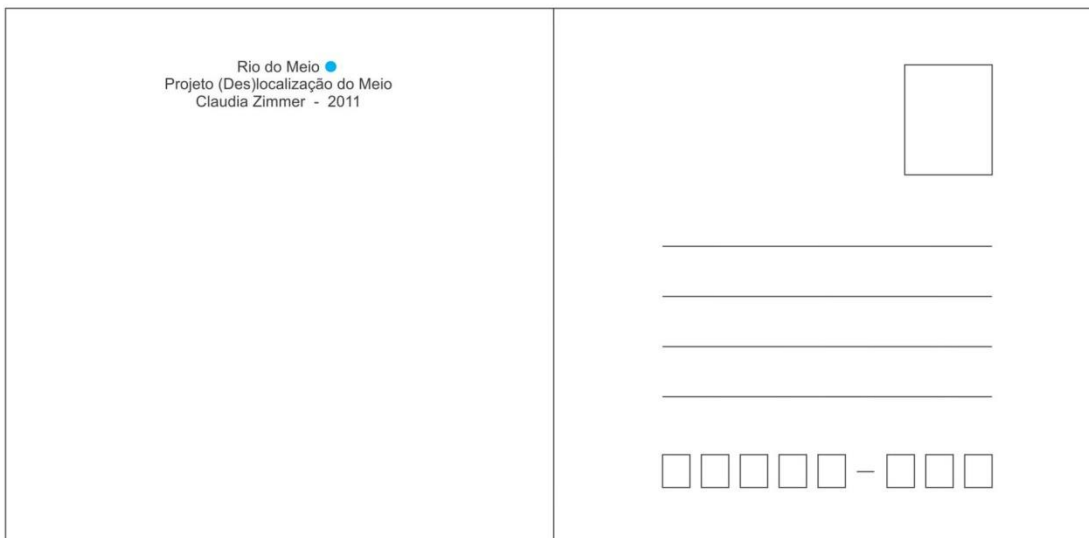 Rio do Meio
Projeto (Des)localização do Meio
Claudia Zimmer - 2011